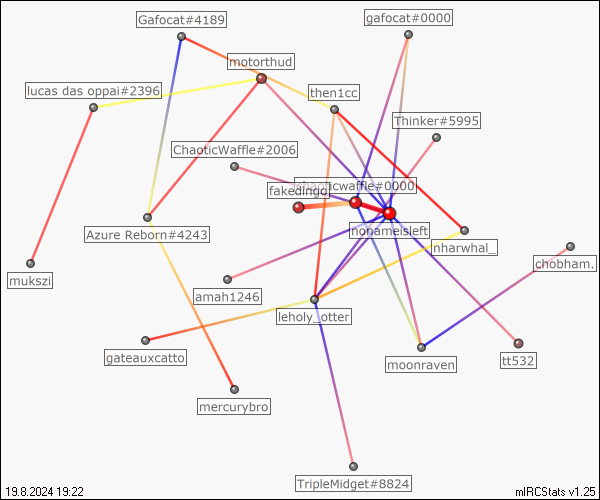 Gafocat#4189
gafocat#0000
motorthud
lucas das oppai#2396
then1cc
Thinker#5995
ChaoticWaffle#2006
chaoticwaffle#0000
fakedingo
nonameisleft
Azure Reborn#4243
nharwhal_
chobham.
mukszi
amah1246
leholy_otter
gateauxcatto
moonraven
tt532
mercurybro
TripleMidget#8824
19.8.2024 19:22
mIRCStats v1.25